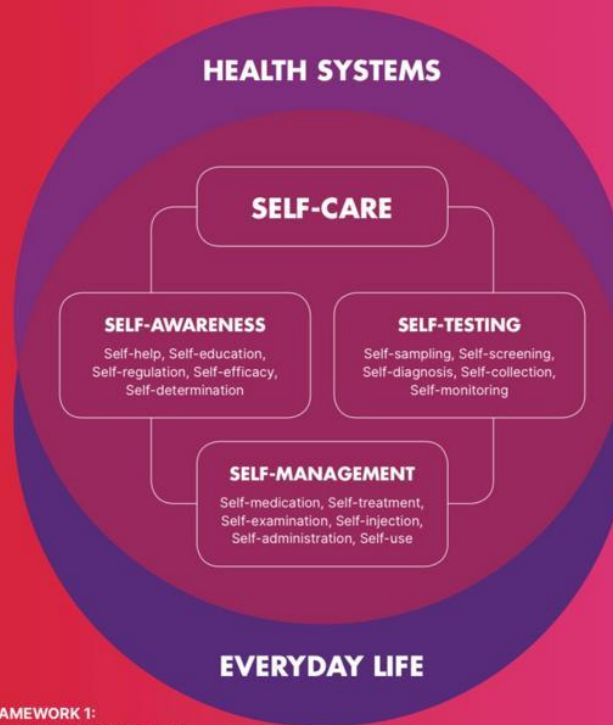 HEALTH SYSTEMS
SELF-CARE
SELF-AWARENESS
Self-help, Self-education,
Self-regulation, Self-efficacy,
Self-determination
SELF-TESTING
Self-sampling, Self-screening,
Self-diagnosis, Self-collection,
Self-monitoring
SELF-MANAGEMENT
Self-medication, Self-treatment,
Self-examination, Self-injection,
Self-administration, Self-use
EVERYDAY LIFE
AMEWORK 1: